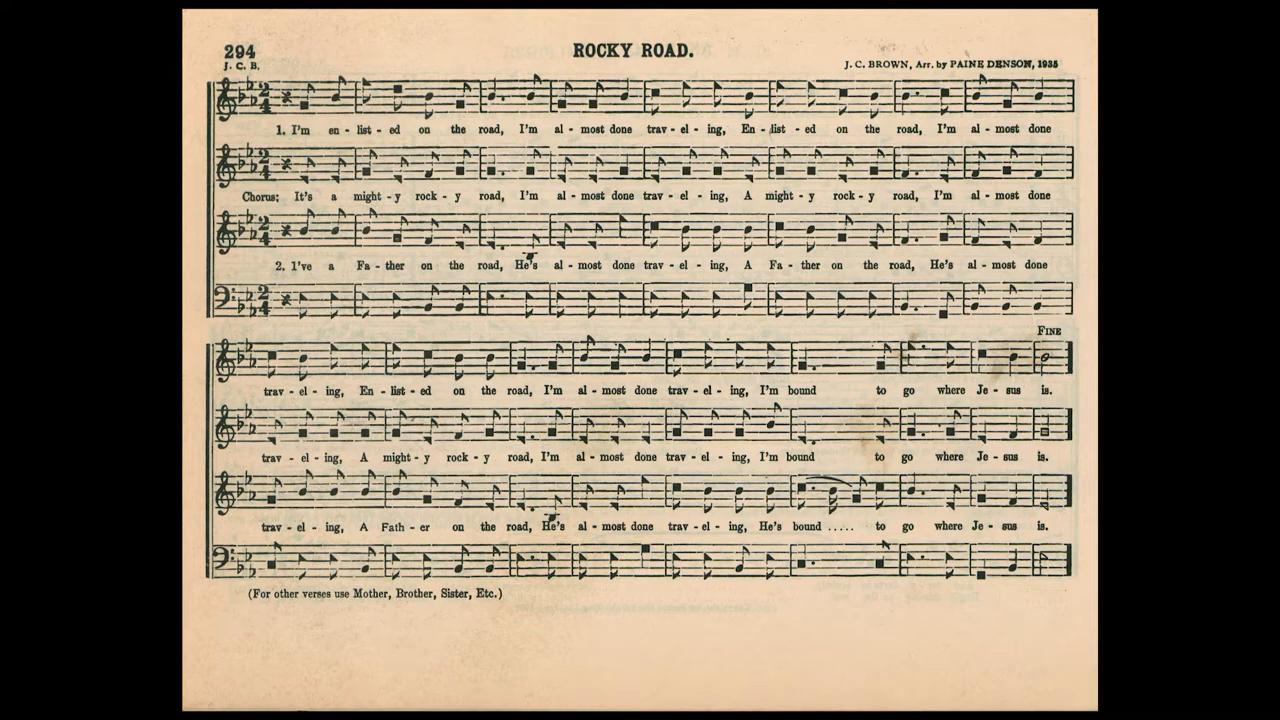 294
ROCKY ROAD.
J. C. B.
J. C. BROWN, Arr. by PAINE DENSON, 1935
1. I'm en - list - ed on the road, I'm al - most done trav - el - ing, En - list - ed on the road, I'm al - most done
Chorus: It's a might - y rock - y road, I'm al - most done trav - el - ing, A might - y rock - y road, I'm al - most done
2. I've a Fa - ther on the road, He's al - most done trav - el - ing, A Fa - ther on the road, He's al - most done
FINE
trav - el - ing, En - list - ed on the road, I'm al - most done trav - el - ing, I'm bound to go where Je - sus is.
trav - el - ing, A might - y rock - y road, I'm al - most done trav - el - ing, I'm bound to go where Je - sus is.
trav - el - ing, A Fath - er on the road, He's al - most done trav - el - ing, He's bound ..... to go where Je - sus is.
(For other verses use Mother, Brother, Sister, Etc.)